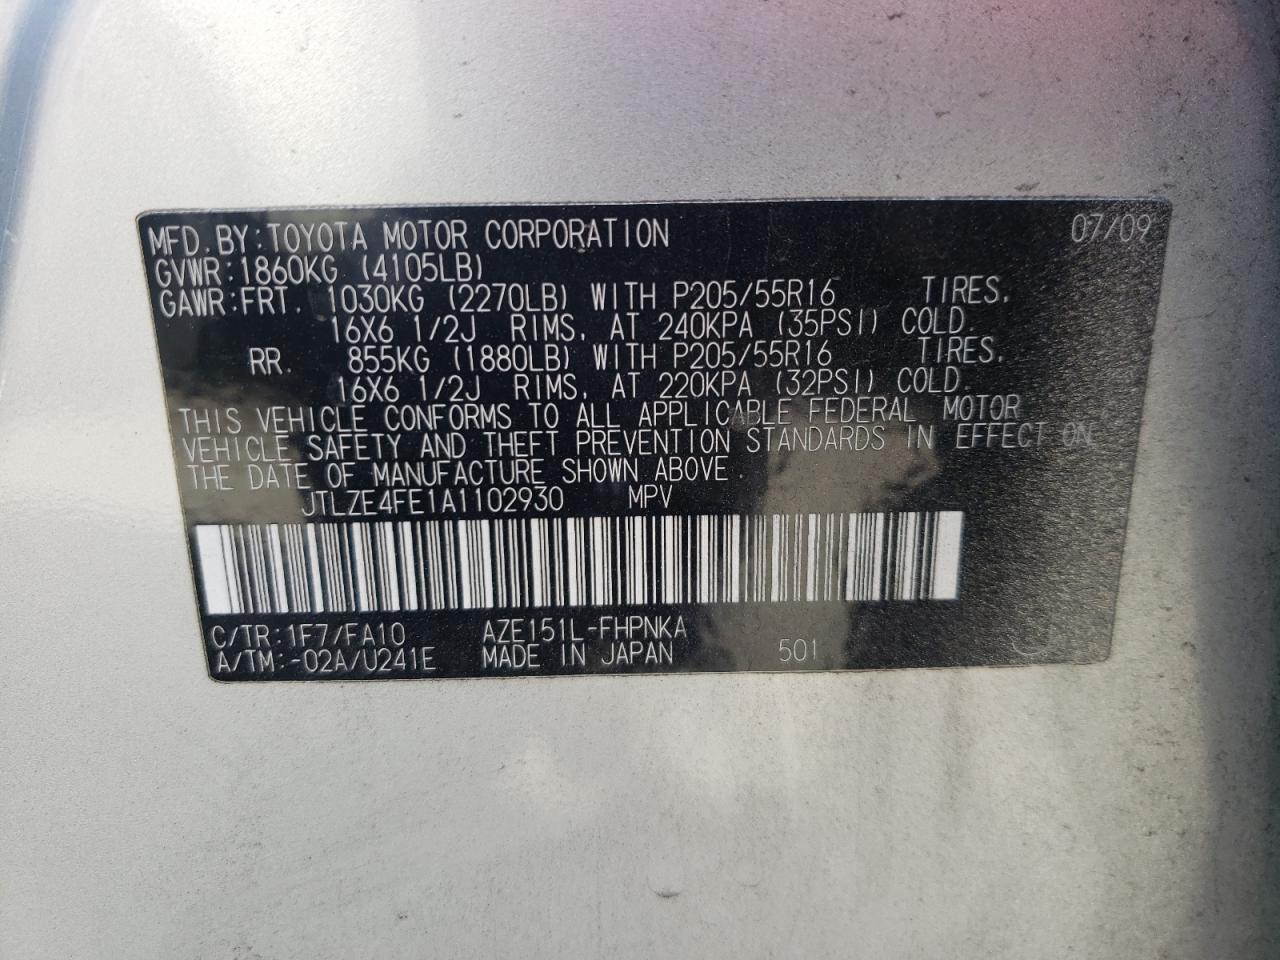 MFD. BY: TOYOTA MOTOR CORPORATION 07/09
GVWR: 1860KG (4105LB)
GAWR: FRT. 1030KG (2270LB) WITH P205/55R16 TIRES,
16X6 1/2J RIMS, AT 240KPA (35PSI) COLD.
RR. 855KG (1880LB) WITH P205/55R16 TIRES,
16X6 1/2J RIMS, AT 220KPA (32PSI) COLD.
THIS VEHICLE CONFORMS TO ALL APPLICABLE FEDERAL MOTOR
VEHICLE SAFETY AND THEFT PREVENTION STANDARDS IN EFFECT ON
THE DATE OF MANUFACTURE SHOWN ABOVE.
JTLZE4FE1A1102930 MPV
C/TR: 1F7/FA10 AZE151L-FHPNKA
A/TM: -02A/U241E MADE IN JAPAN 501